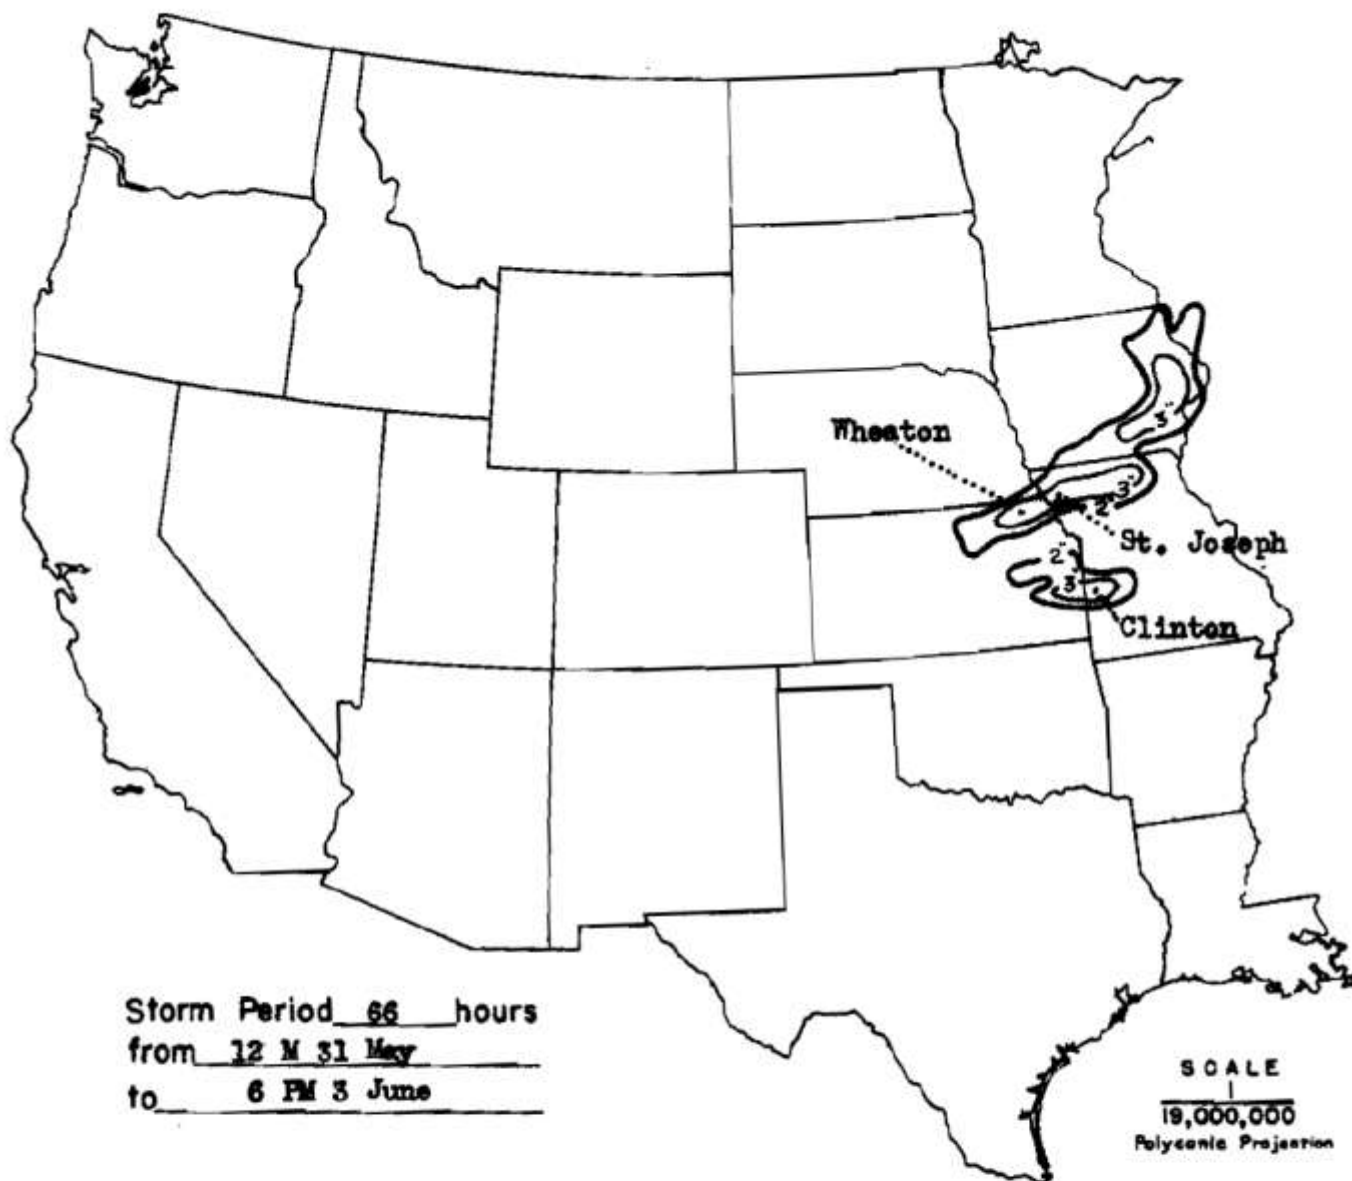 Wheaton
3"
3"
2"
St. Joseph
2"
3"
Clinton
Storm Period 66 hours
from 12 M 31 May
to 6 PM 3 June
SCALE
1
19,000,000
Polyconic Projection